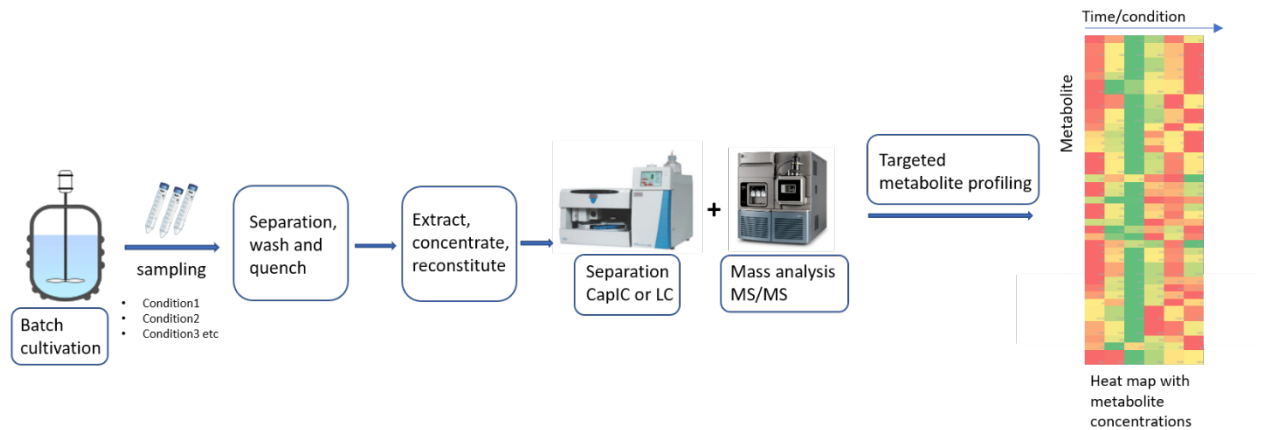 Batch
cultivation
sampling
• Condition1
• Condition2
• Condition3 etc
Separation,
wash and
quench
Extract,
concentrate,
reconstitute
Separation
CapIC or LC
+
Mass analysis
MS/MS
Targeted
metabolite profiling
Time/condition
Metabolite
Heat map with
metabolite
concentrations